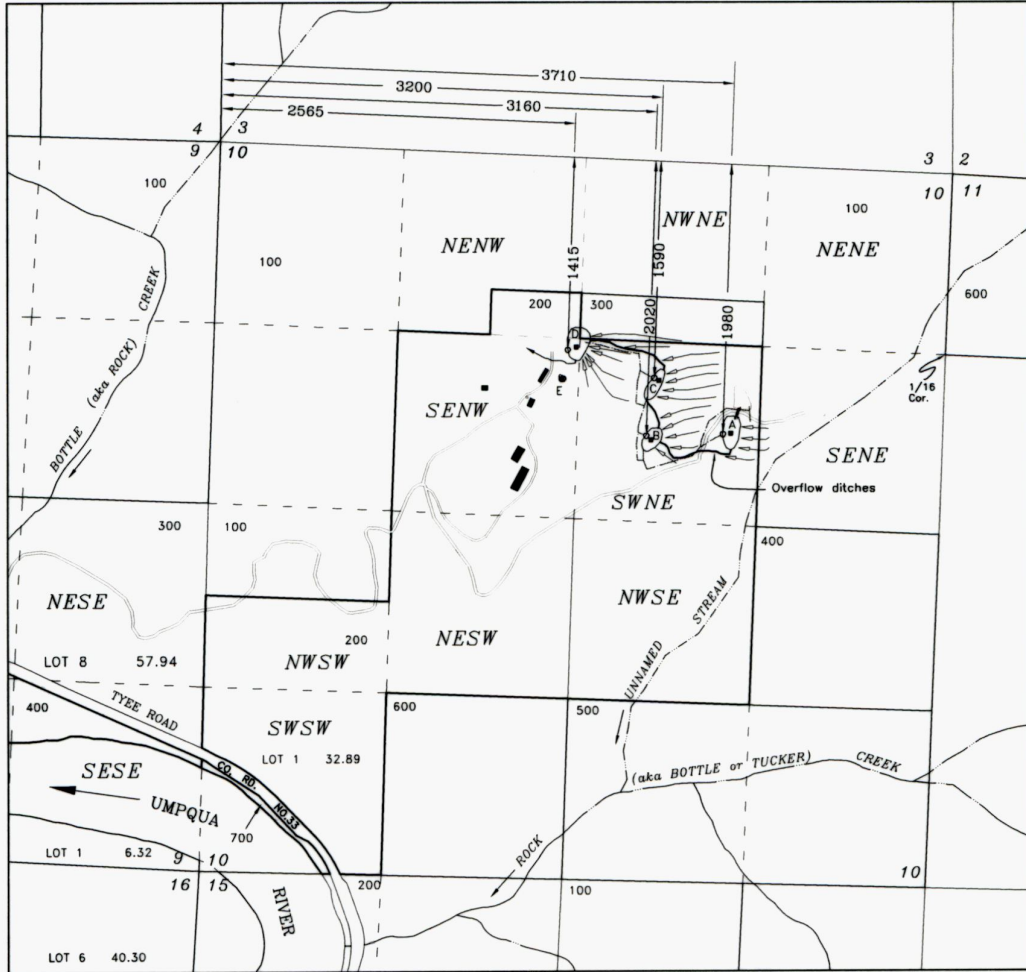 3710
3200
3160
2565
4 3
9 10
3 2
10 11
100
NENW
NWNE
100
NENE
100
600
1415
1590
2020
1980
200 300
BOTTLE (aka ROCK) CREEK
D
E
C
B
A
1/16
Cor.
SENW
SENE
Overflow ditches
SWNE
300 100
400
NESE
NWSE
200
NESW
NWSW
LOT 8 57.94
UNNAMED STREAM
TYEE ROAD
400
600
500
SWSW
LOT 1 32.89
SESE
CO. RD. NO.33
(aka BOTTLE or TUCKER) CREEK
UMPQUA
700
ROCK
LOT 1 6.32
9 10
16 15
200
100
10
RIVER
LOT 6 40.30